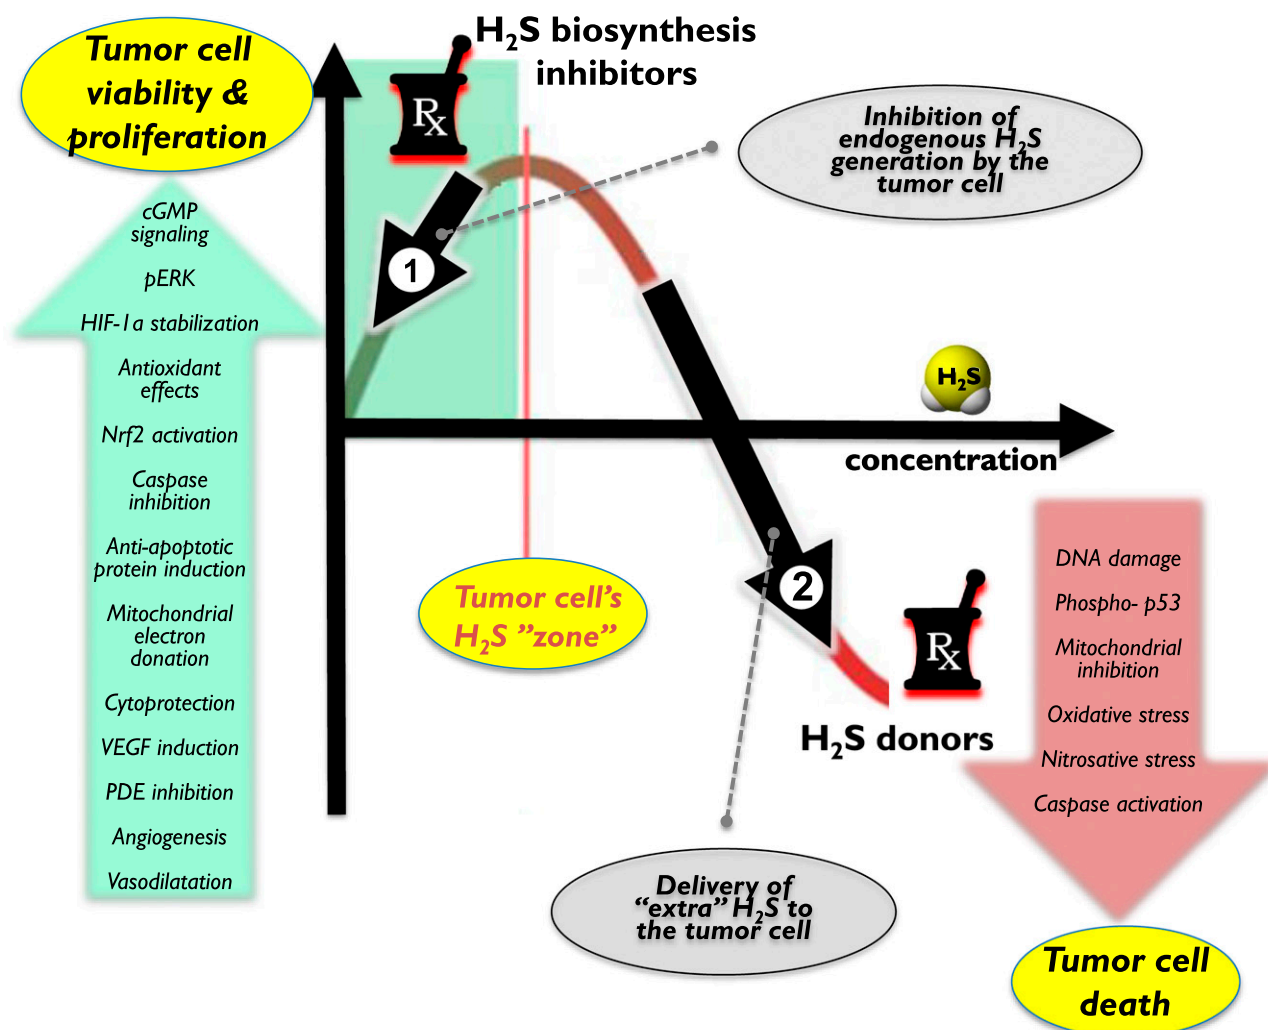 Tumor cell
viability &
proliferation
cGMP
signaling
pERK
HIF-1a stabilization
Antioxidant
effects
Nrf2 activation
Caspase
inhibition
Anti-apoptotic
protein induction
Mitochondrial
electron
donation
Cytoprotection
VEGF induction
PDE inhibition
Angiogenesis
Vasodilatation
H₂S biosynthesis
inhibitors
Rx
1
Inhibition of
endogenous H₂S
generation by the
tumor cell
H₂S
concentration
Tumor cell's
H₂S "zone"
2
Rx
H₂S donors
Delivery of
“extra” H₂S to
the tumor cell
DNA damage
Phospho- p53
Mitochondrial
inhibition
Oxidative stress
Nitrosative stress
Caspase activation
Tumor cell
death